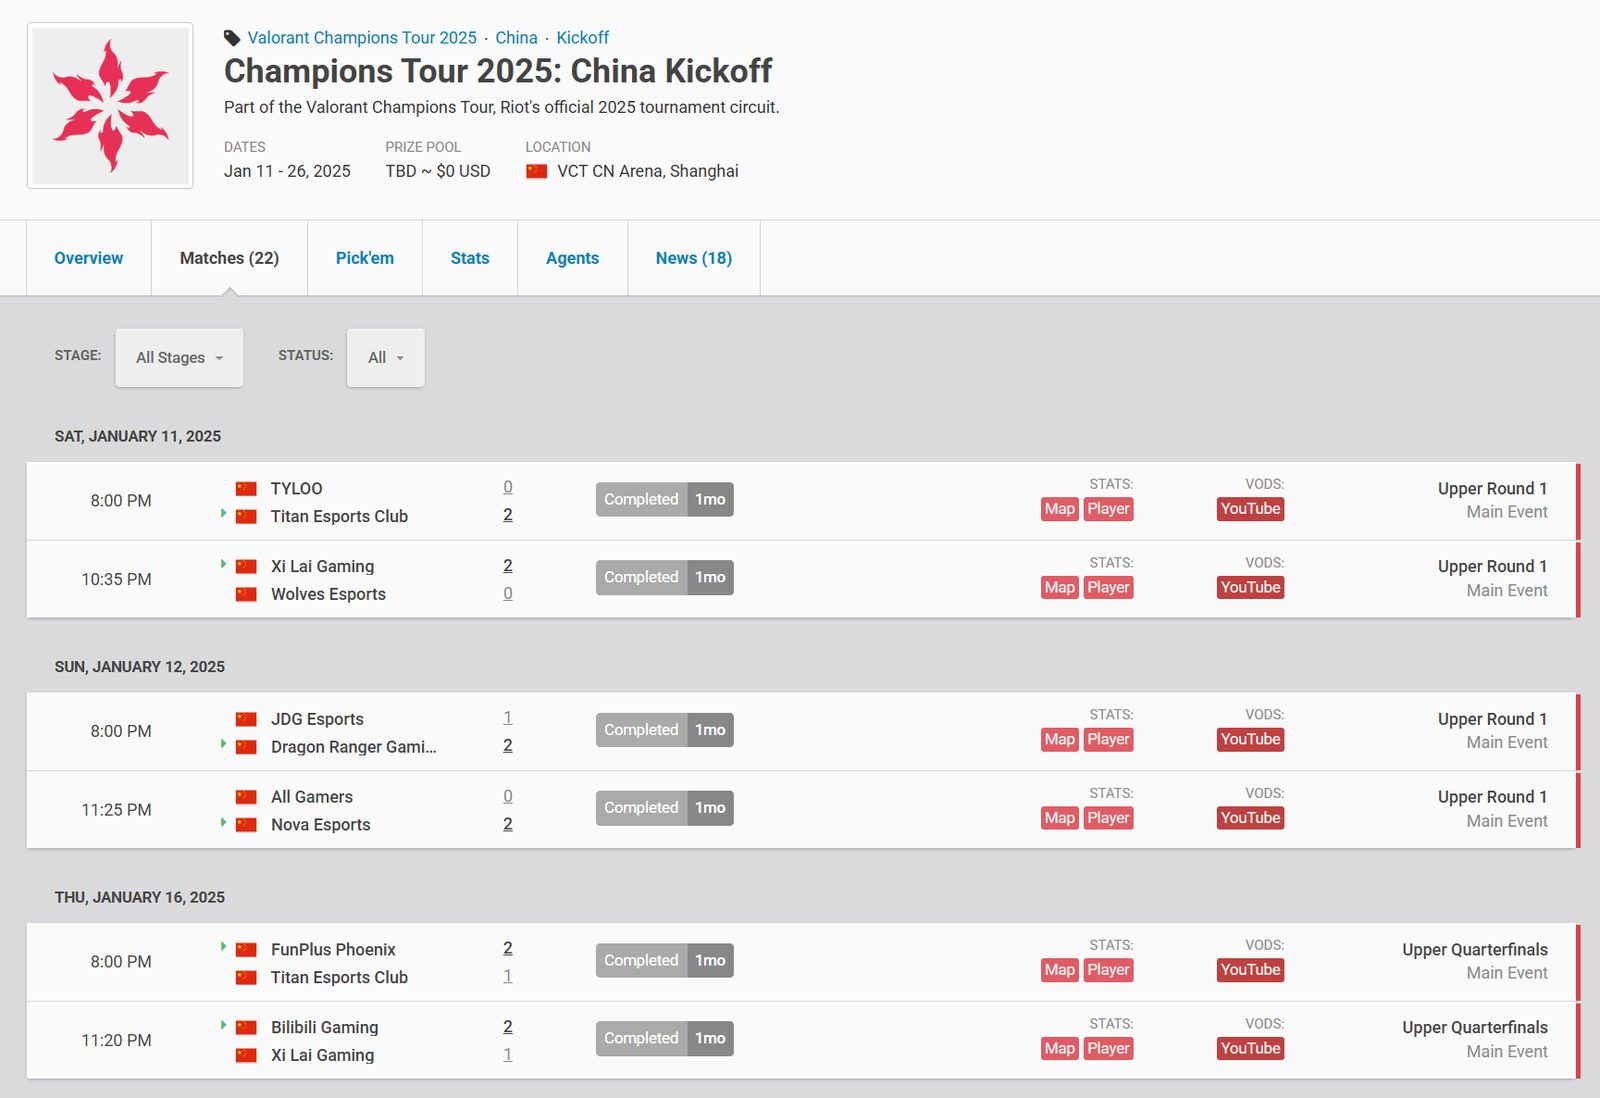 Valorant Champions Tour 2025 · China · Kickoff
Champions Tour 2025: China Kickoff
Part of the Valorant Champions Tour, Riot's official 2025 tournament circuit.
DATES PRIZE POOL LOCATION
Jan 11 - 26, 2025 TBD ~ $0 USD VCT CN Arena, Shanghai
Overview Matches (22) Pick'em Stats Agents News (18)
STAGE: All Stages STATUS: All
SAT, JANUARY 11, 2025
8:00 PM TYLOO 0 Completed 1mo STATS: VODS: Upper Round 1
Titan Esports Club 2 Map Player YouTube Main Event
10:35 PM Xi Lai Gaming 2 Completed 1mo STATS: VODS: Upper Round 1
Wolves Esports 0 Map Player YouTube Main Event
SUN, JANUARY 12, 2025
8:00 PM JDG Esports 1 Completed 1mo STATS: VODS: Upper Round 1
Dragon Ranger Gami... 2 Map Player YouTube Main Event
11:25 PM All Gamers 0 Completed 1mo STATS: VODS: Upper Round 1
Nova Esports 2 Map Player YouTube Main Event
THU, JANUARY 16, 2025
8:00 PM FunPlus Phoenix 2 Completed 1mo STATS: VODS: Upper Quarterfinals
Titan Esports Club 1 Map Player YouTube Main Event
11:20 PM Bilibili Gaming 2 Completed 1mo STATS: VODS: Upper Quarterfinals
Xi Lai Gaming 1 Map Player YouTube Main Event